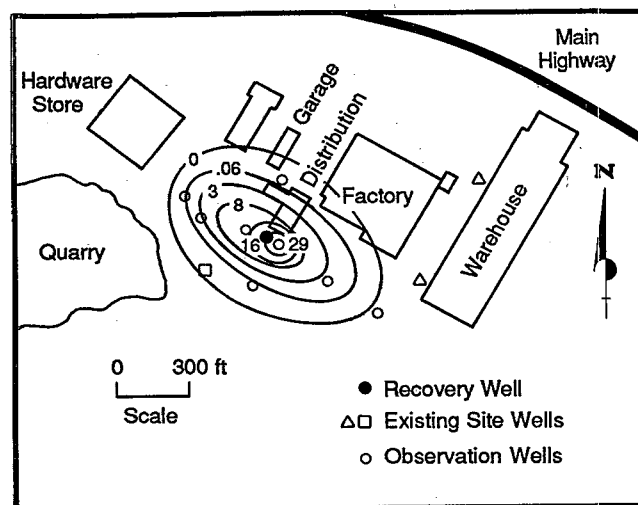 Main
Highway
Hardware
Store
Garage
Distribution
Factory
Warehouse
N
0
.06
3
8
16
29
Quarry
0 300 ft
Scale
Recovery Well
Existing Site Wells
Observation Wells